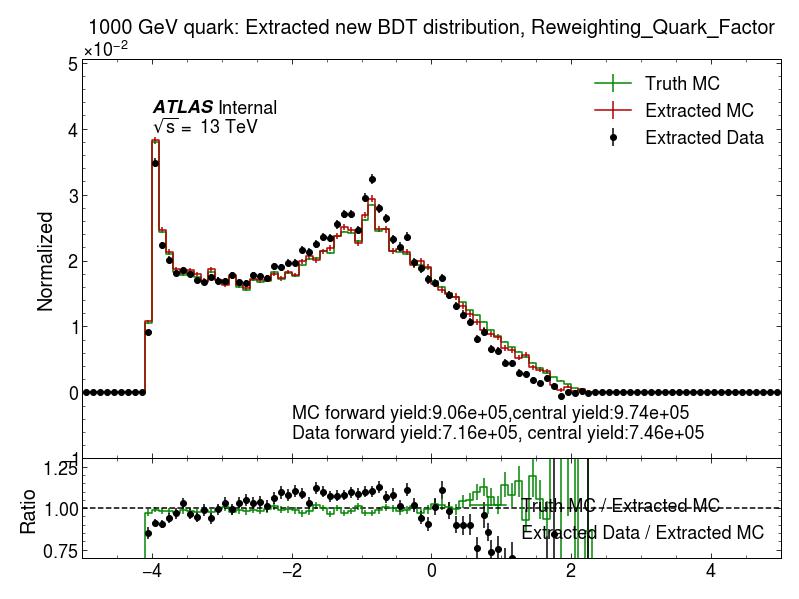 1000 GeV quark: Extracted new BDT distribution, Reweighting_Quark_Factor
×10⁻²
5
4
3
2
1
0
Normalized
ATLAS Internal
√s = 13 TeV
Truth MC
Extracted MC
Extracted Data
MC forward yield:9.06e+05,central yield:9.74e+05
Data forward yield:7.16e+05, central yield:7.46e+05
1
1.25
1.00
0.75
Ratio
Truth MC / Extracted MC
Extracted Data / Extracted MC
−4 −2 0 2 4